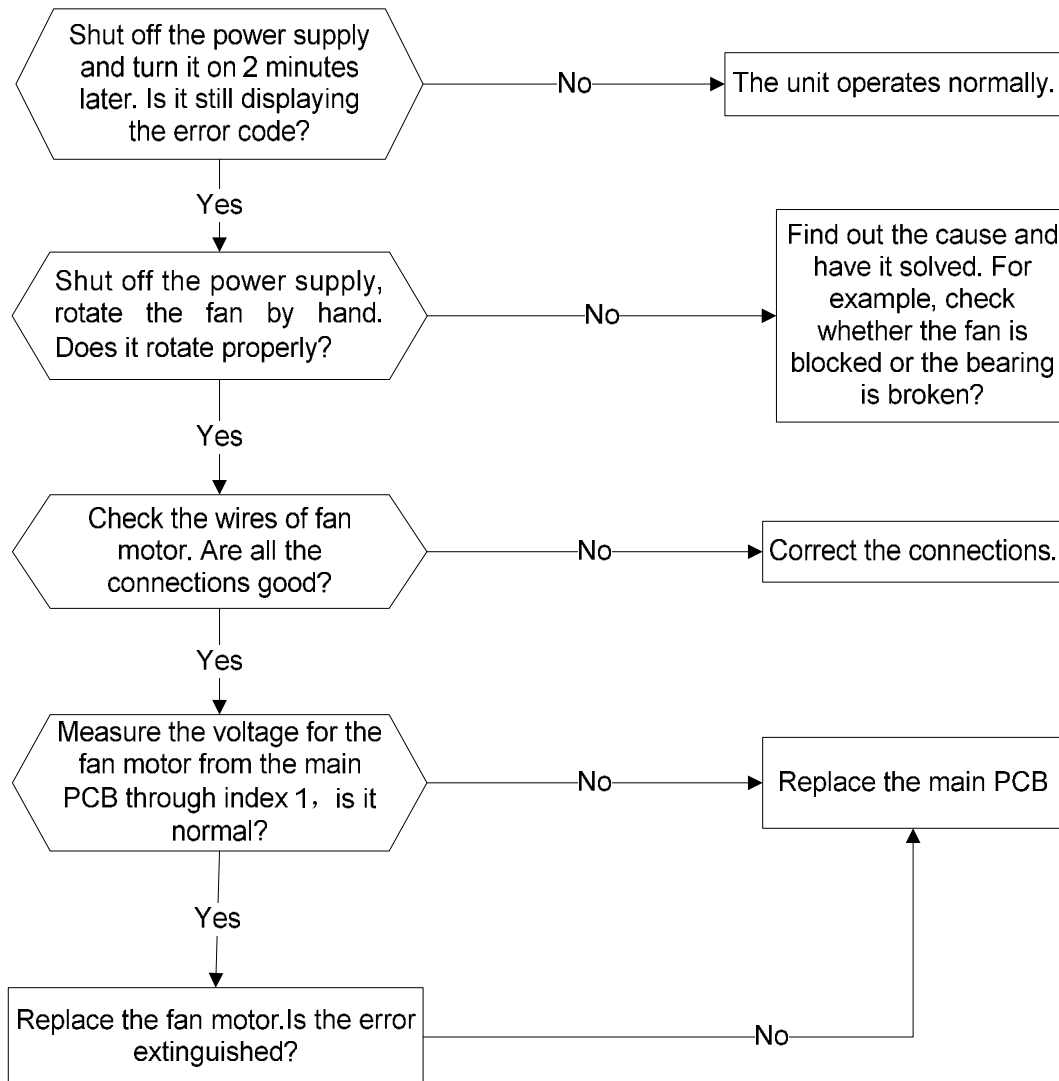 Shut off the power supply
and turn it on 2 minutes
later. Is it still displaying
the error code?
No
The unit operates normally.
Yes
Shut off the power supply,
rotate the fan by hand.
Does it rotate properly?
No
Find out the cause and
have it solved. For
example, check
whether the fan is
blocked or the bearing
is broken?
Yes
Check the wires of fan
motor. Are all the
connections good?
No
Correct the connections.
Yes
Measure the voltage for the
fan motor from the main
PCB through index 1，is it
normal?
No
Replace the main PCB
Yes
Replace the fan motor.Is the error
extinguished?
No